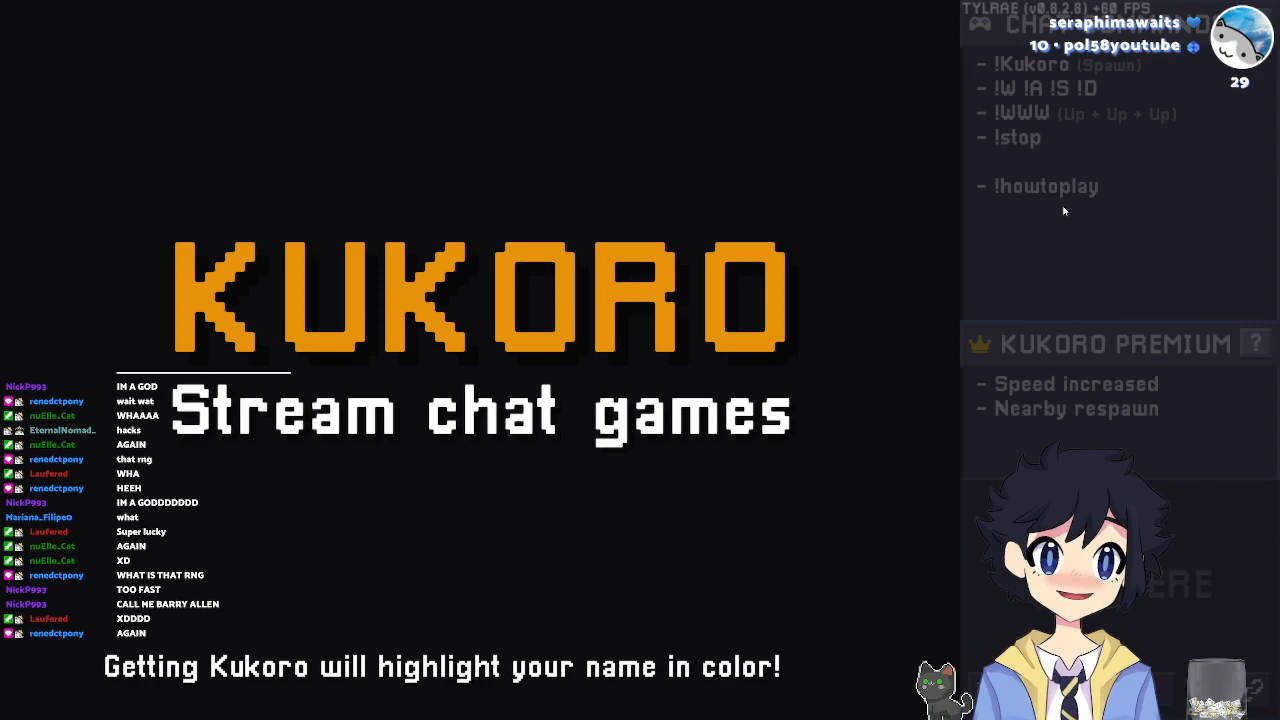 TYLRAE (v0.8.2.8) +60 FPS
seraphimawaits
10 • pol58youtube
29
- !Kukoro (Spawn)
- !W !A !S !D
- !WWW (Up + Up + Up)
- !stop
- !howtoplay
KUKORO
Stream chat games
KUKORO PREMIUM ?
- Speed increased
- Nearby respawn
NickP993 IM A GOD
renedctpony wait wat
nuElle_Cat WHAAAA
EternalNomad_ hacks
nuElle_Cat AGAIN
renedctpony that rng
Laufered WHA
renedctpony HEEH
NickP993 IM A GODDDDDDD
Mariana_Filipe0 what
Laufered Super lucky
nuElle_Cat AGAIN
nuElle_Cat XD
renedctpony WHAT IS THAT RNG
NickP993 TOO FAST
NickP993 CALL ME BARRY ALLEN
Laufered XDDDD
renedctpony AGAIN
Getting Kukoro will highlight your name in color!